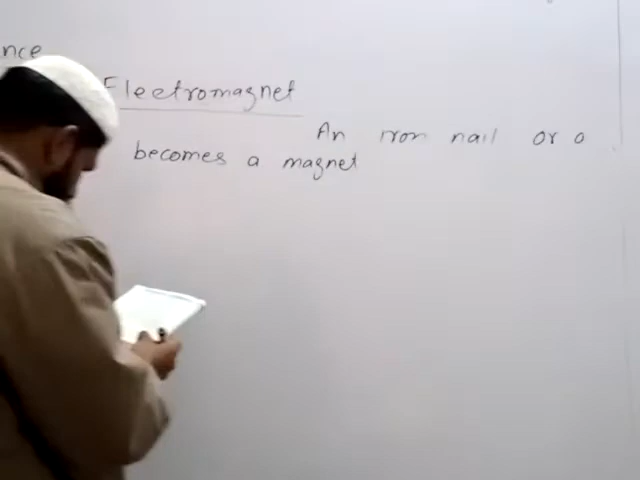 nce
Electromagnet
An iron nail or o
becomes a magnet